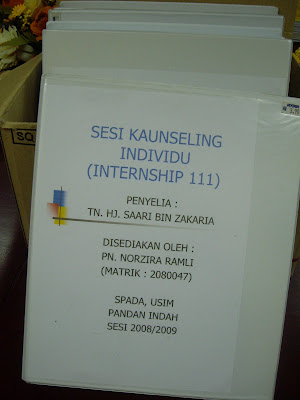 SESI KAUNSELING
INDIVIDU
(INTERNSHIP 111)
PENYELIA :
TN. HJ. SAARI BIN ZAKARIA
DISEDIAKAN OLEH :
PN. NORZIRA RAMLI
(MATRIK : 2080047)
SPADA, USIM
PANDAN INDAH
SESI 2008/2009